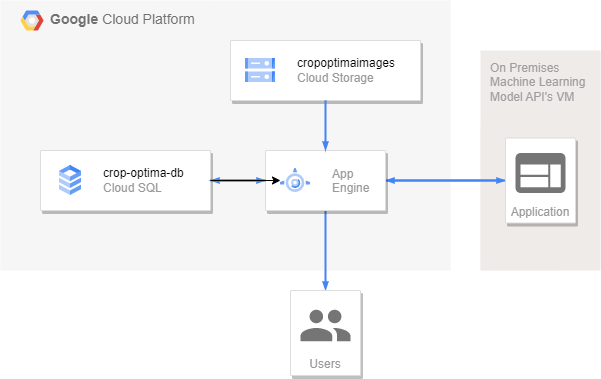 Google Cloud Platform
cropoptimaimages
Cloud Storage
On Premises
Machine Learning
Model API's VM
crop-optima-db
Cloud SQL
App
Engine
Application
Users